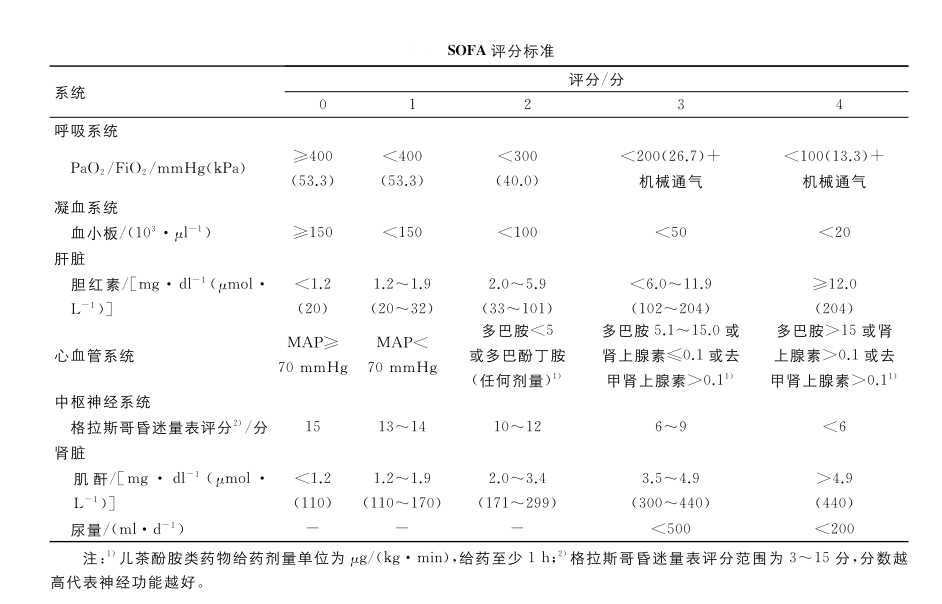 SOFA 评分标准
系统 评分/分
0 1 2 3 4
呼吸系统
PaO₂/FiO₂/mmHg(kPa) ≥400 (53.3) <400 (53.3) <300 (40.0) <200(26.7)+ 机械通气 <100(13.3)+ 机械通气
凝血系统
血小板/(10³·μl⁻¹) ≥150 <150 <100 <50 <20
肝脏
胆红素/[mg·dl⁻¹(μmol·L⁻¹)] <1.2 (20) 1.2~1.9 (20~32) 2.0~5.9 (33~101) <6.0~11.9 (102~204) ≥12.0 (204)
心血管系统 MAP≥70 mmHg MAP<70 mmHg 多巴胺<5或多巴酚丁胺(任何剂量)¹⁾ 多巴胺 5.1~15.0 或肾上腺素≤0.1 或去甲肾上腺素>0.1¹⁾ 多巴胺>15 或肾上腺素>0.1 或去甲肾上腺素>0.1¹⁾
中枢神经系统
格拉斯哥昏迷量表评分²⁾/分 15 13~14 10~12 6~9 <6
肾脏
肌酐/[mg·dl⁻¹(μmol·L⁻¹)] <1.2 (110) 1.2~1.9 (110~170) 2.0~3.4 (171~299) 3.5~4.9 (300~440) >4.9 (440)
尿量/(ml·d⁻¹) － － － <500 <200
注:¹⁾儿茶酚胺类药物给药剂量单位为 μg/(kg·min),给药至少 1 h;²⁾格拉斯哥昏迷量表评分范围为 3~15 分,分数越
高代表神经功能越好。